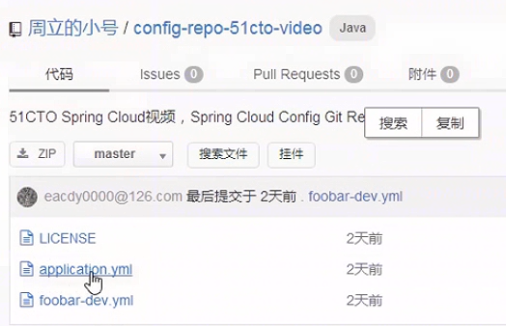 周立的小号 / config-repo-51cto-video Java
代码 Issues 0 Pull Requests 0 附件 0
51CTO Spring Cloud视频，Spring Cloud Config Git Re
搜索 复制
ZIP master 搜索文件 挂件
eacdy0000@126.com 最后提交于 2天前 . foobar-dev.yml
LICENSE 2天前
application.yml 2天前
foobar-dev.yml 2天前